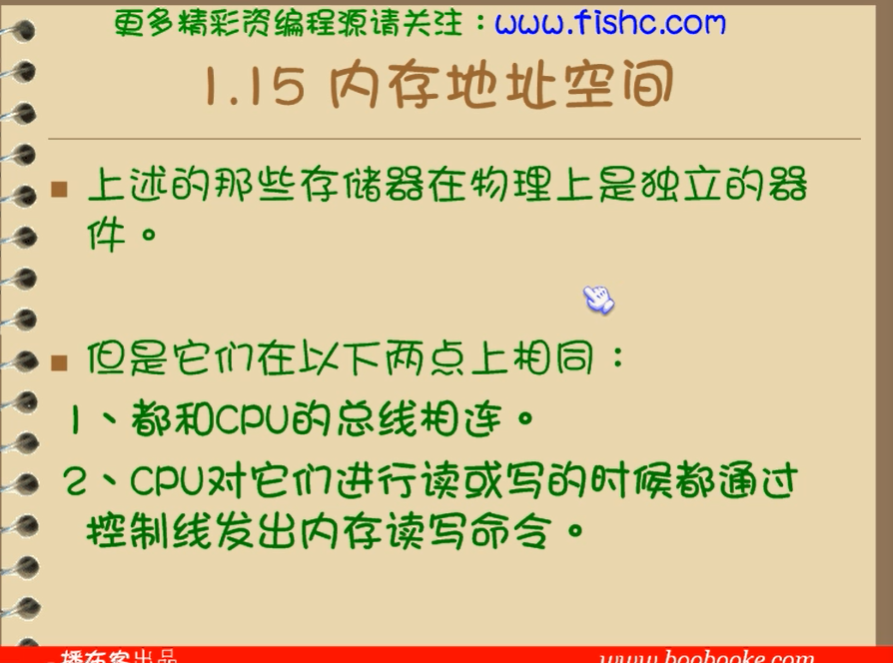 更多精彩资编程源请关注：www.fishc.com
1.15 内存地址空间
■ 上述的那些存储器在物理上是独立的器
件。
■ 但是它们在以下两点上相同：
1、都和CPU的总线相连。
2、CPU对它们进行读或写的时候都通过
控制线发出内存读写命令。
播布客出品 www.boobooke.com